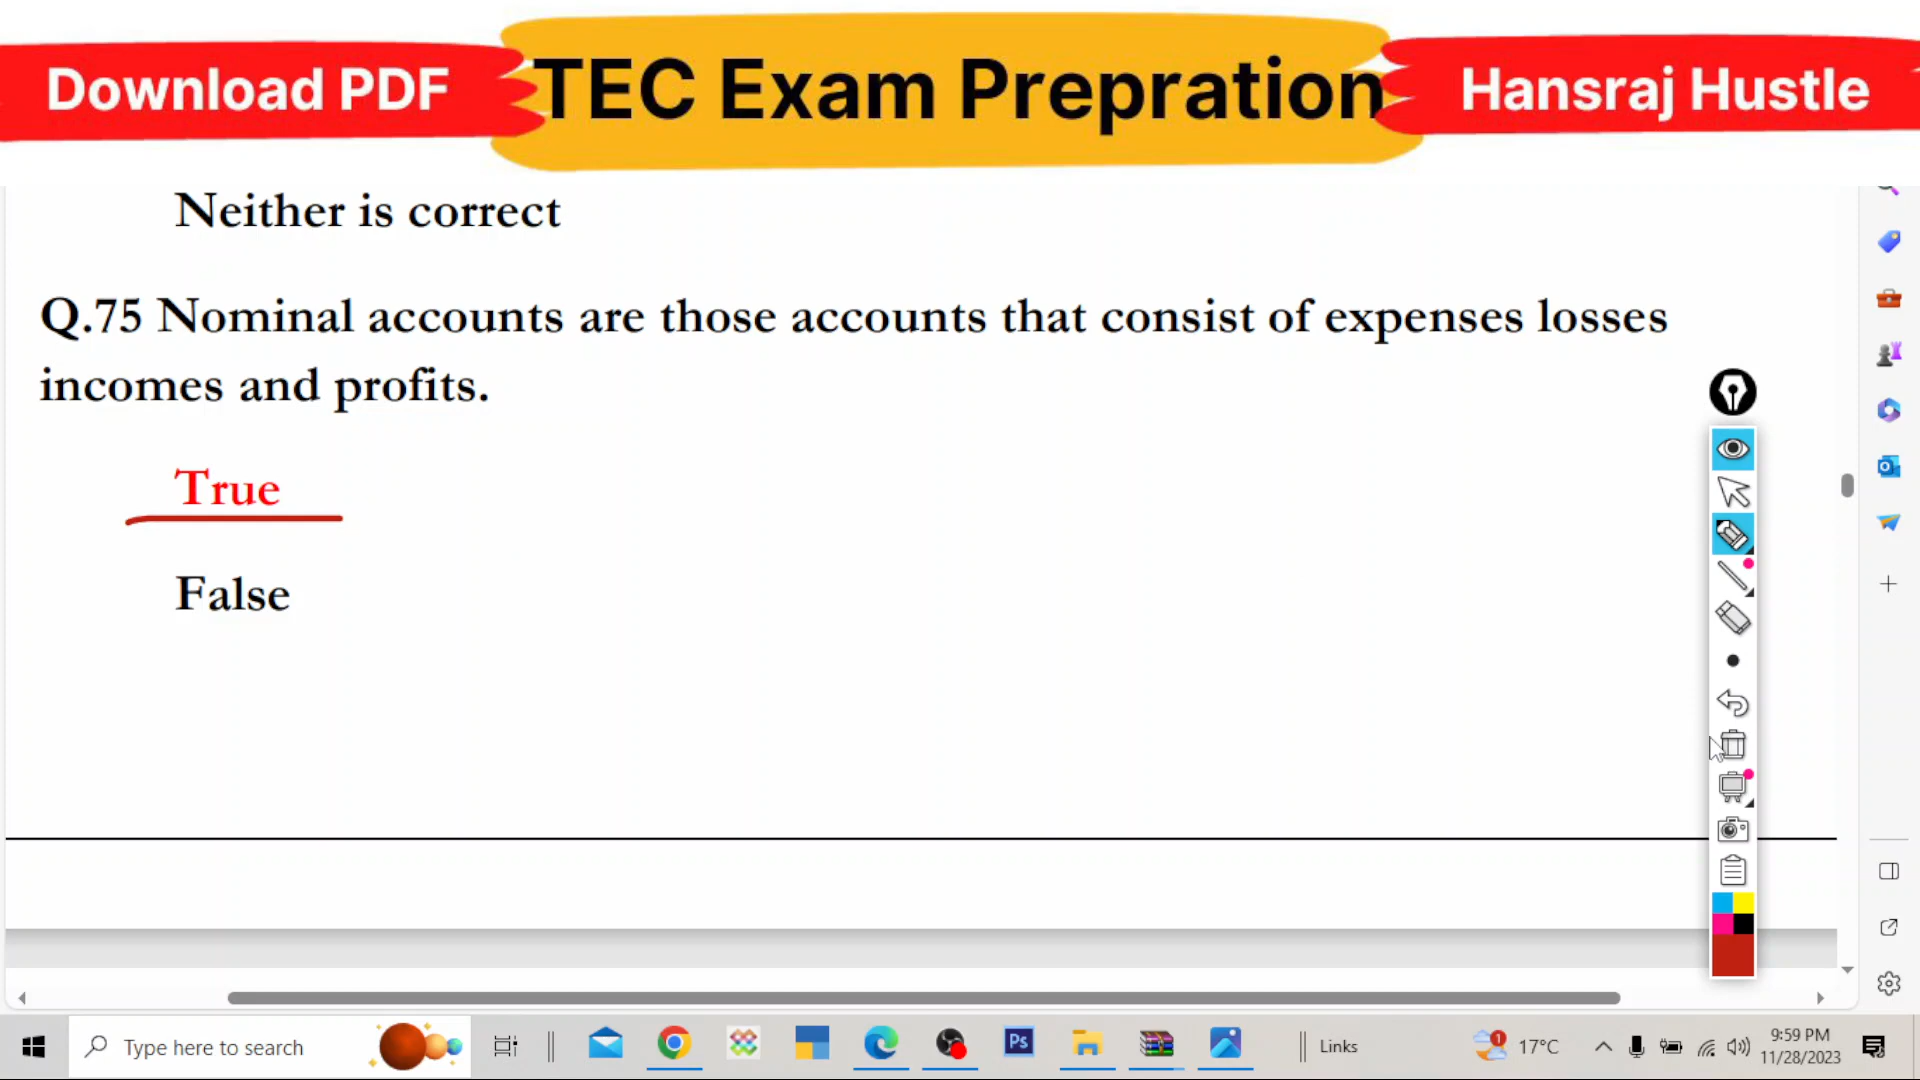 Download PDF
TEC Exam Prepration
Hansraj Hustle
Neither is correct
Q.75 Nominal accounts are those accounts that consist of expenses losses
incomes and profits.
True
False
Type here to search
Ps
Links
1
17°C
9:59 PM
11/28/2023